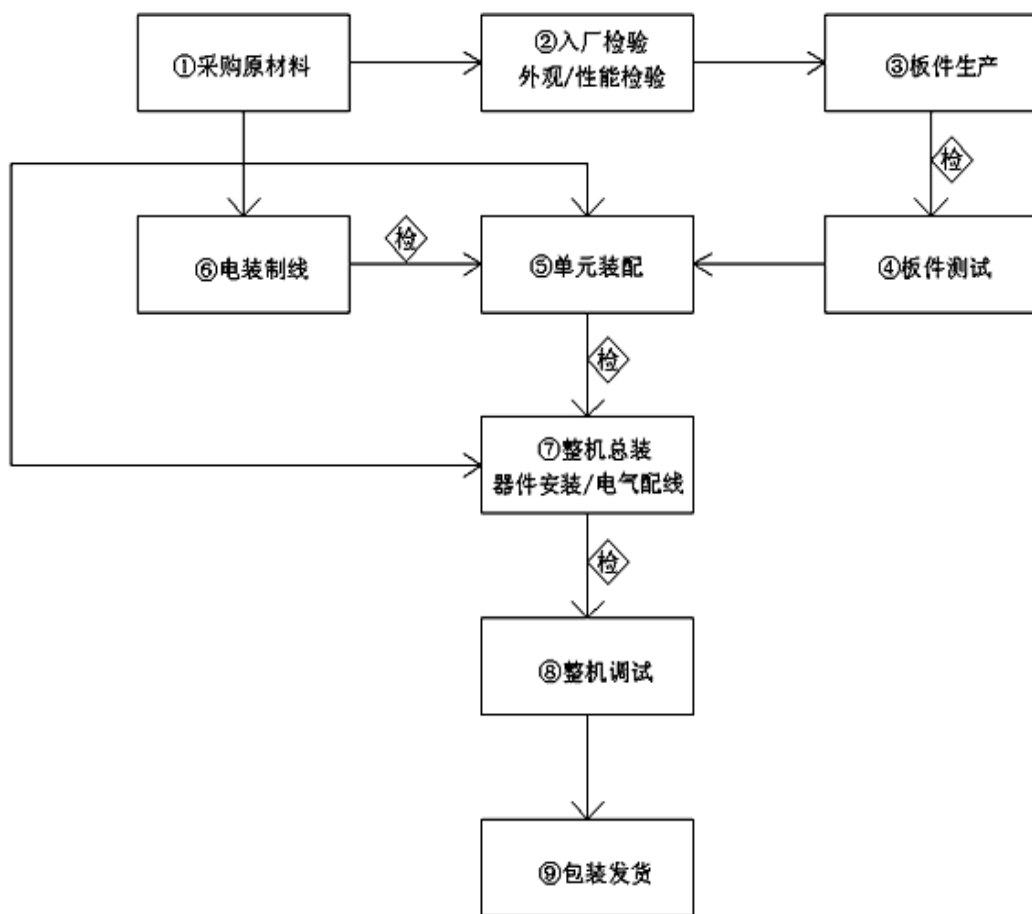 ①采购原材料
②入厂检验
外观/性能检验
③板件生产
检
⑥电装制线
检
⑤单元装配
④板件测试
检
⑦整机总装
器件安装/电气配线
检
⑧整机调试
⑨包装发货